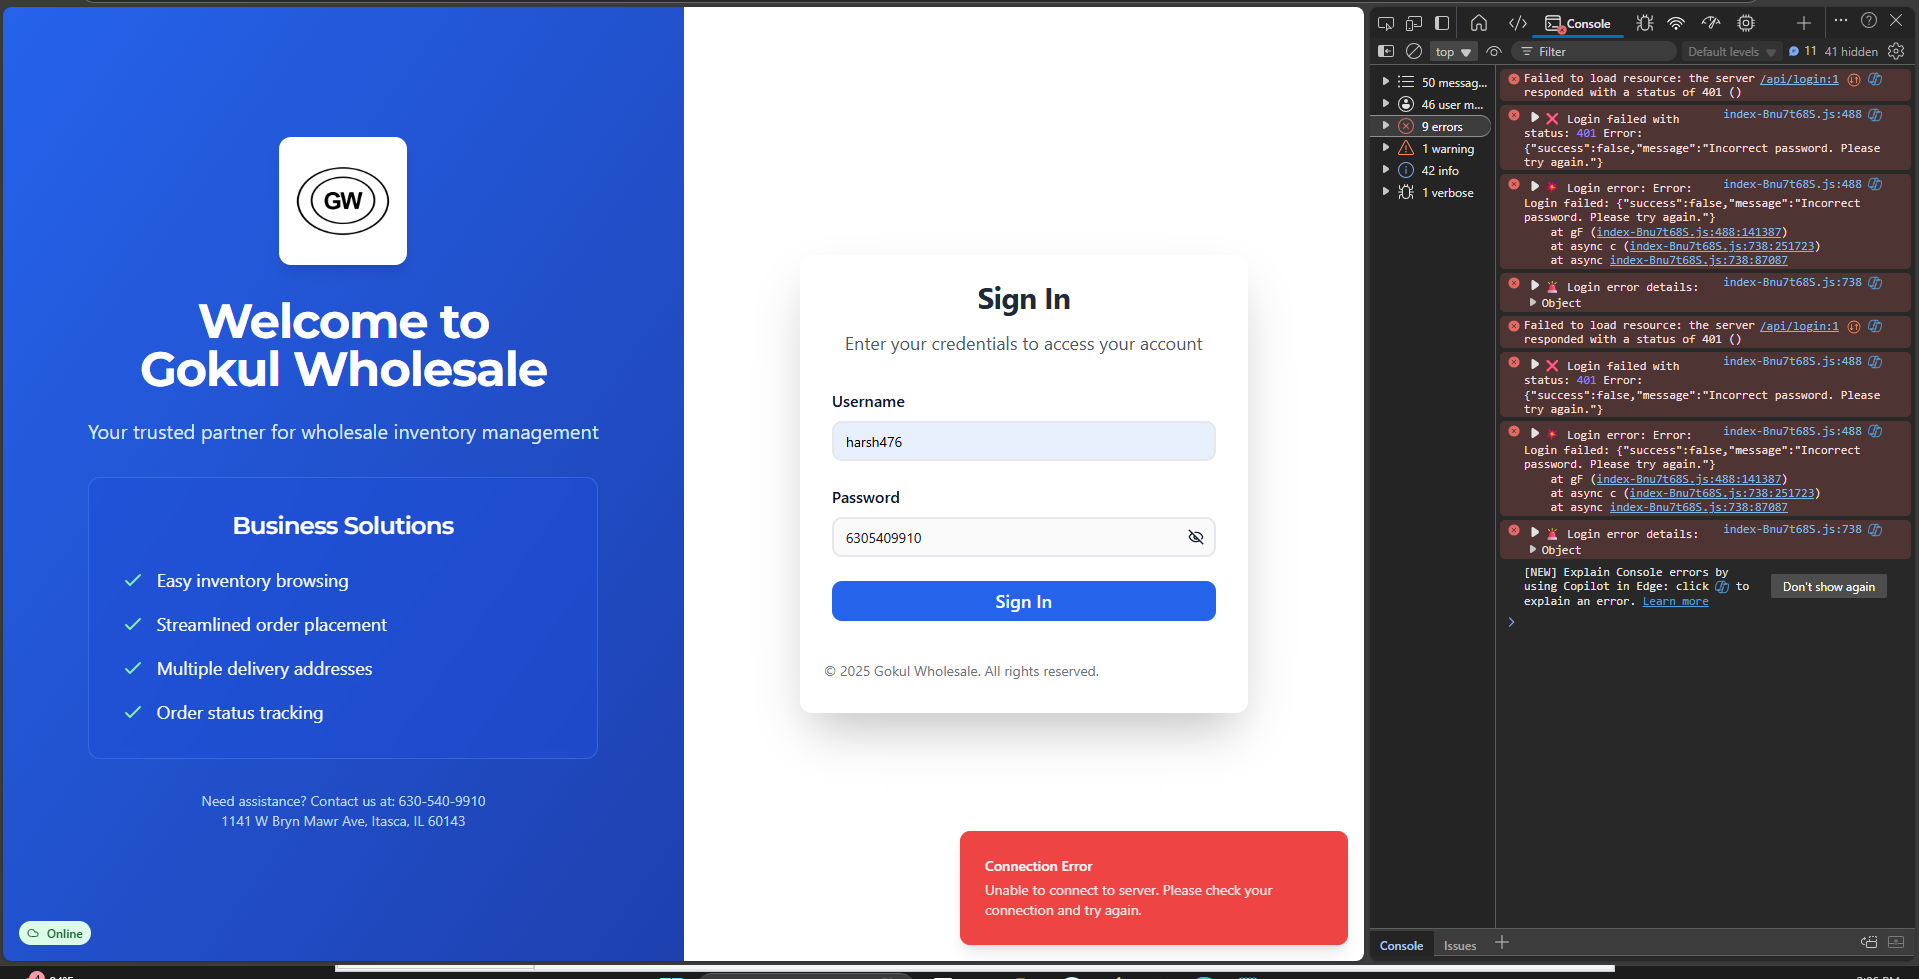 GW
Welcome to
Gokul Wholesale
Your trusted partner for wholesale inventory management
Business Solutions
Easy inventory browsing
Streamlined order placement
Multiple delivery addresses
Order status tracking
Need assistance? Contact us at: 630-540-9910
1141 W Bryn Mawr Ave, Itasca, IL 60143
Online
Sign In
Enter your credentials to access your account
Username
harsh476
Password
6305409910
Sign In
© 2025 Gokul Wholesale. All rights reserved.
Connection Error
Unable to connect to server. Please check your
connection and try again.
Console
top
Filter
Default levels
11
41 hidden
50 messag...
46 user m...
9 errors
1 warning
42 info
1 verbose
Failed to load resource: the server /api/login:1
responded with a status of 401 ()
Login failed with index-Bnu7t68S.js:488
status: 401 Error:
{"success":false,"message":"Incorrect password. Please
try again."}
Login error: Error: index-Bnu7t68S.js:488
Login failed: {"success":false,"message":"Incorrect
password. Please try again."}
at gF (index-Bnu7t68S.js:488:141387)
at async c (index-Bnu7t68S.js:738:251723)
at async index-Bnu7t68S.js:738:87087
Login error details: index-Bnu7t68S.js:738
Object
Failed to load resource: the server /api/login:1
responded with a status of 401 ()
Login failed with index-Bnu7t68S.js:488
status: 401 Error:
{"success":false,"message":"Incorrect password. Please
try again."}
Login error: Error: index-Bnu7t68S.js:488
Login failed: {"success":false,"message":"Incorrect
password. Please try again."}
at gF (index-Bnu7t68S.js:488:141387)
at async c (index-Bnu7t68S.js:738:251723)
at async index-Bnu7t68S.js:738:87087
Login error details: index-Bnu7t68S.js:738
Object
[NEW] Explain Console errors by
using Copilot in Edge: click to
explain an error. Learn more
Don't show again
Console
Issues